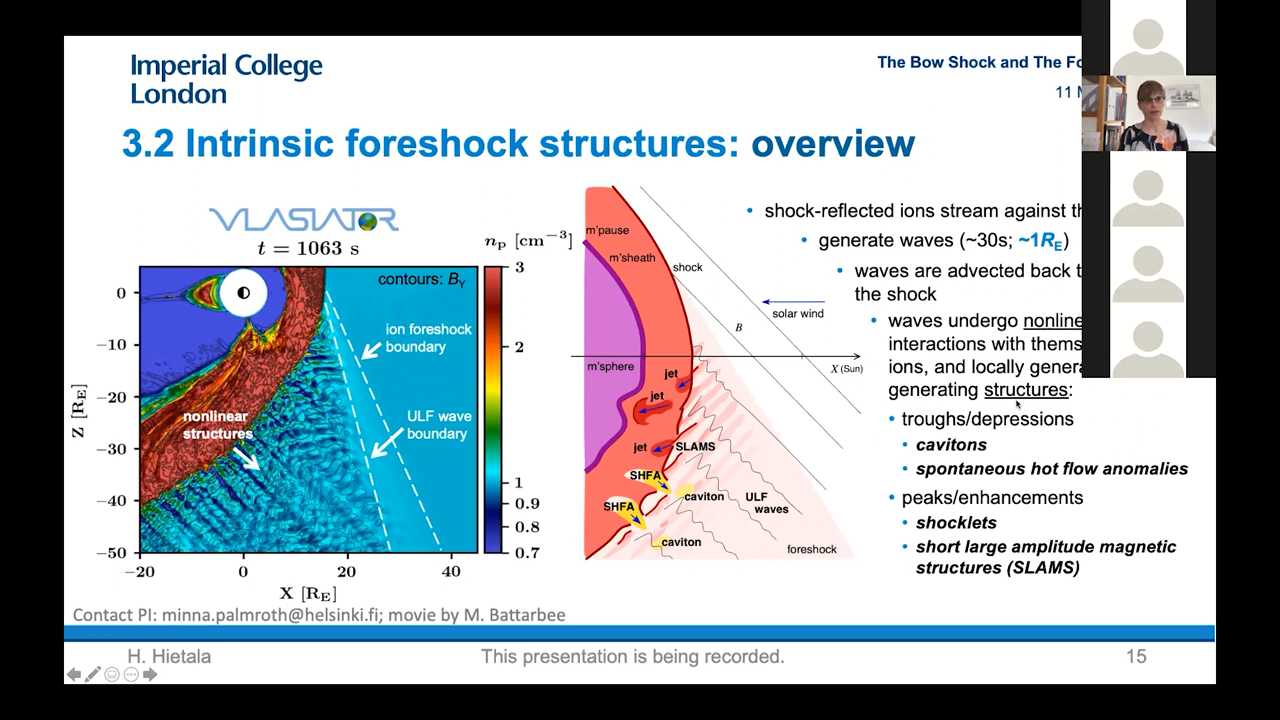 Imperial College
London
The Bow Shock and The Fo
11 M
3.2 Intrinsic foreshock structures: overview
VLASIATOR
t = 1063 s
n_p [cm^-3]
contours: B_Y
ion foreshock
boundary
ULF wave
boundary
nonlinear
structures
Z [R_E]
0
-10
-20
-30
-40
-50
-20
0
20
40
X [R_E]
3
2
1
0.9
0.8
0.7
m'pause
m'sheath
shock
solar wind
B
X (Sun)
m'sphere
jet
jet
jet
SLAMS
SHFA
caviton
ULF
waves
SHFA
caviton
foreshock
• shock-reflected ions stream against th
• generate waves (~30s; ~1R_E)
• waves are advected back t
the shock
• waves undergo nonline
interactions with thems
ions, and locally genera
generating structures:
• troughs/depressions
• cavitons
• spontaneous hot flow anomalies
• peaks/enhancements
• shocklets
• short large amplitude magnetic
structures (SLAMS)
Contact PI: minna.palmroth@helsinki.fi; movie by M. Battarbee
H. Hietala
This presentation is being recorded.
15